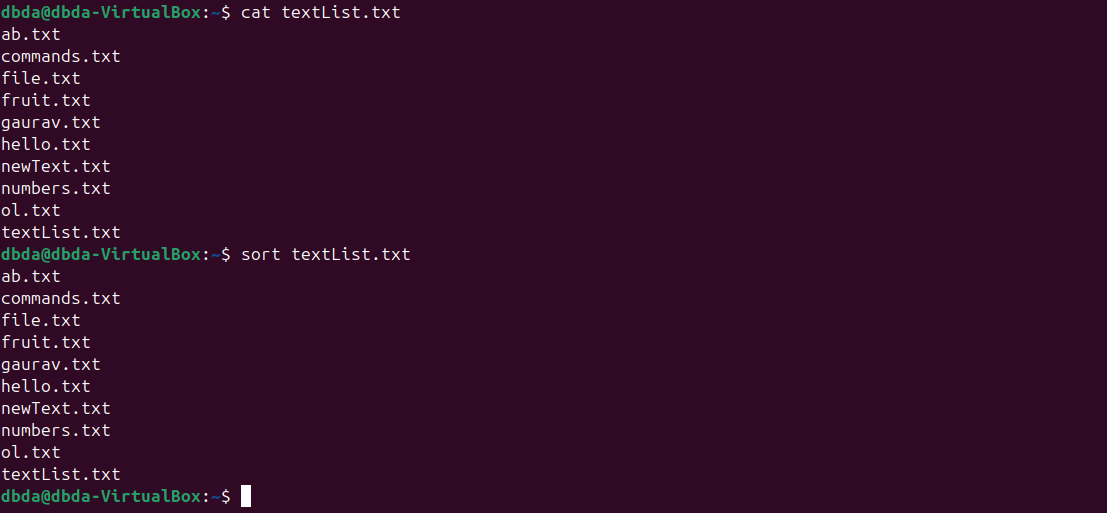 dbda@dbda-VirtualBox:~$ cat textList.txt
ab.txt
commands.txt
file.txt
fruit.txt
gaurav.txt
hello.txt
newText.txt
numbers.txt
ol.txt
textList.txt
dbda@dbda-VirtualBox:~$ sort textList.txt
ab.txt
commands.txt
file.txt
fruit.txt
gaurav.txt
hello.txt
newText.txt
numbers.txt
ol.txt
textList.txt
dbda@dbda-VirtualBox:~$